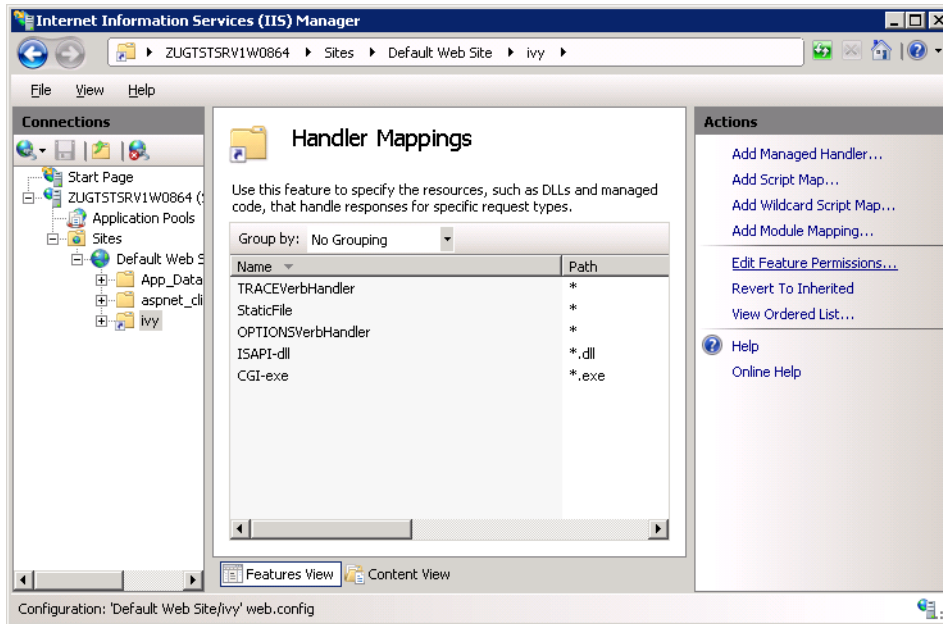 Internet Information Services (IIS) Manager
ZUGTSTSRV1W0864 Sites Default Web Site ivy
File View Help
Connections
Start Page
ZUGTSTSRV1W0864 (
Application Pools
Sites
Default Web S
App_Data
aspnet_cli
ivy
Handler Mappings
Use this feature to specify the resources, such as DLLs and managed
code, that handle responses for specific request types.
Group by: No Grouping
Name Path
TRACEVerbHandler *
StaticFile *
OPTIONSVerbHandler *
ISAPI-dll *.dll
CGI-exe *.exe
Features View Content View
Actions
Add Managed Handler...
Add Script Map...
Add Wildcard Script Map...
Add Module Mapping...
Edit Feature Permissions...
Revert To Inherited
View Ordered List...
Help
Online Help
Configuration: 'Default Web Site/ivy' web.config